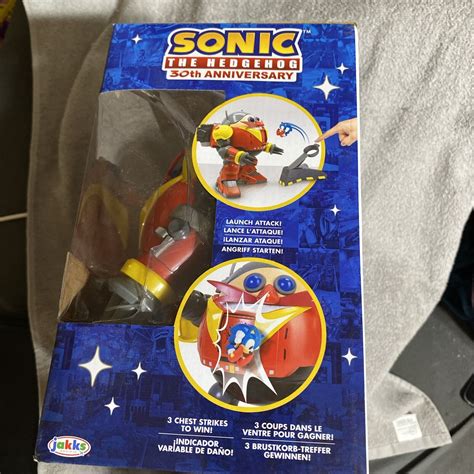 SONIC
THE HEDGEHOG
TM
30th ANNIVERSARY
LAUNCH ATTACK!
LANCE L'ATTAQUE!
¡LANZAR ATAQUE!
ANGRIFF STARTEN!
3 CHEST STRIKES
TO WIN!
¡INDICADOR
VARIABLE DE DAÑO!
3 COUPS DANS LE
VENTRE POUR GAGNER!
3 BRUSTKORB-TREFFER
GEWINNEN!
jakks